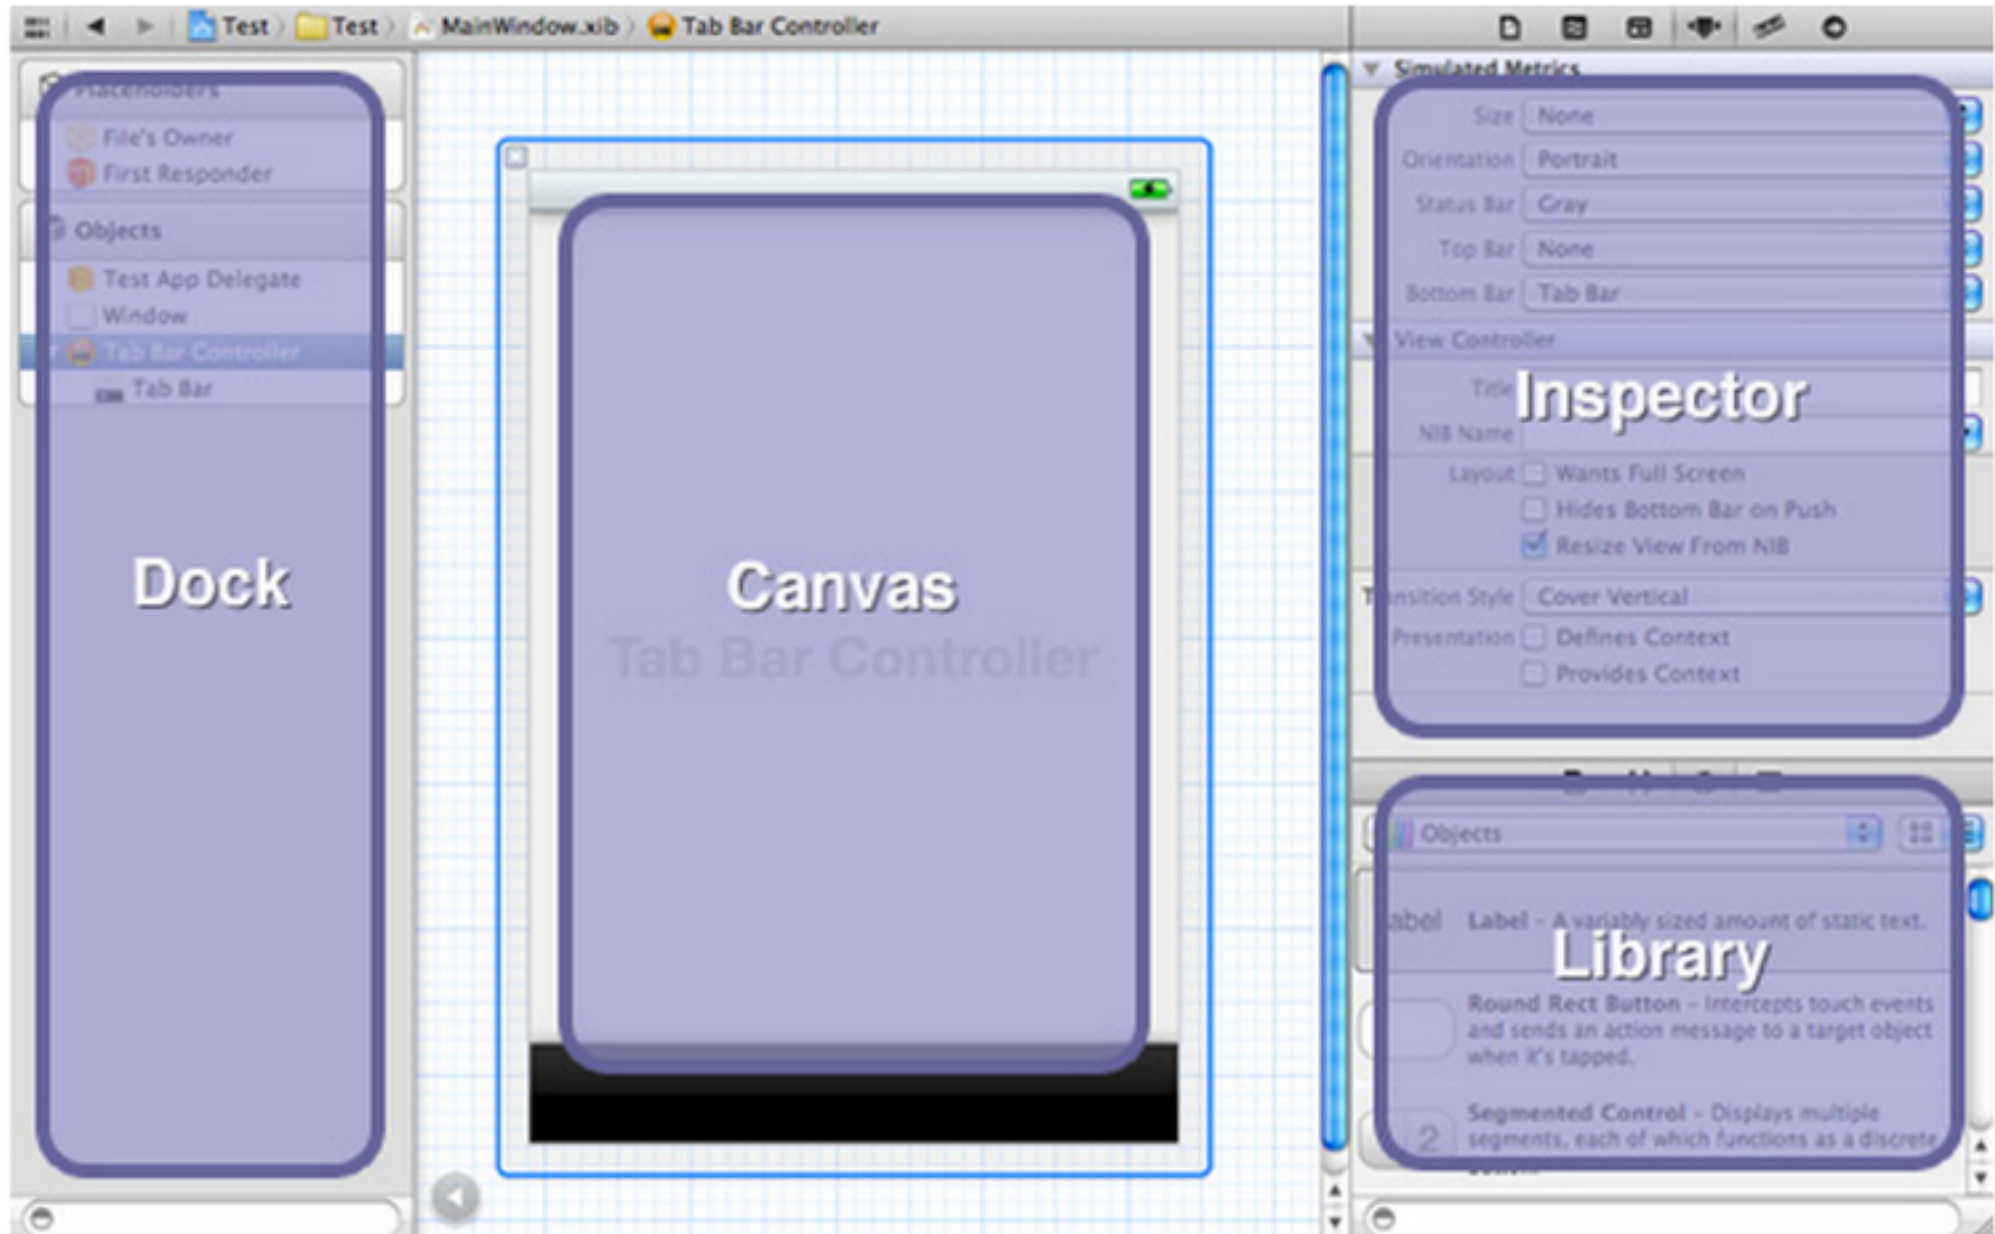 Test Test MainWindow.xib Tab Bar Controller
Placeholders
File's Owner
First Responder
Objects
Test App Delegate
Window
Tab Bar Controller
Tab Bar
Dock
Canvas
Tab Bar Controller
Simulated Metrics
Size None
Orientation Portrait
Status Bar Gray
Top Bar None
Bottom Bar Tab Bar
View Controller
Title
Inspector
NIB Name
Layout Wants Full Screen
Hides Bottom Bar on Push
Resize View From NIB
Transition Style Cover Vertical
Presentation Defines Context
Provides Context
Objects
abel Label – A variably sized amount of static text.
Library
Round Rect Button – Intercepts touch events
and sends an action message to a target object
when it's tapped.
Segmented Control – Displays multiple
2 segments, each of which functions as a discrete